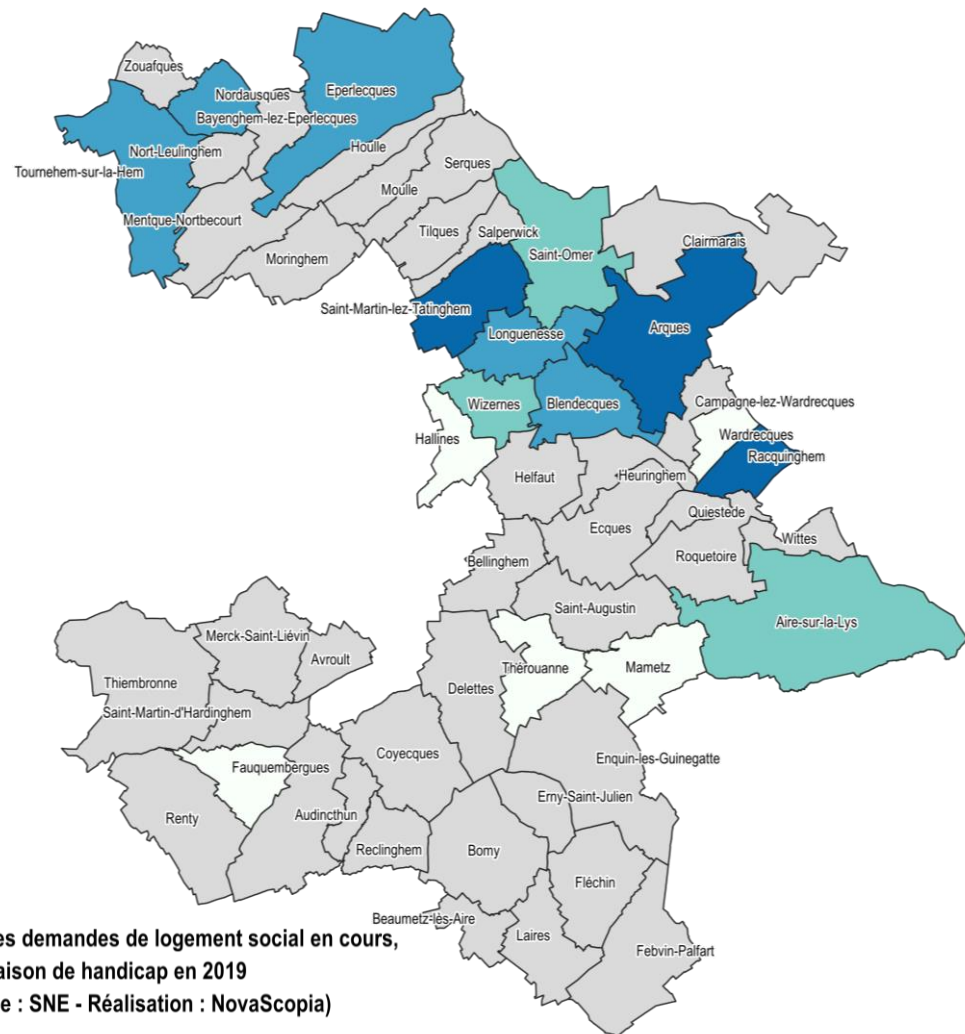 Zouafques
Nordausques
Eperlecques
Bayenghem-lez-Eperlecques
Nort-Leulinghem
Houlle
Tournehem-sur-la-Hem
Serques
Moulle
Mentque-Nortbecourt
Tilques
Salperwick
Clairmarais
Moringhem
Saint-Omer
Saint-Martin-lez-Tatinghem
Longuenesse
Arques
Campagne-lez-Wardrecques
Wizernes
Blendecques
Hallines
Wardrecques
Racquinghem
Helfaut
Heuringhem
Quiestede
Ecques
Wittes
Bellinghem
Roquetoire
Saint-Augustin
Aire-sur-la-Lys
Merck-Saint-Liévin
Avroult
Thérouanne
Mametz
Thiembronne
Delettes
Saint-Martin-d'Hardinghem
Coyecques
Enquin-les-Guinegatte
Fauquembergues
Erny-Saint-Julien
Renty
Audincthun
Reclinghem
Bomy
Fléchin
Beaumetz-lès-Aire
Laires
Febvin-Palfart
es demandes de logement social en cours,
aison de handicap en 2019
e : SNE - Réalisation : NovaScopia)